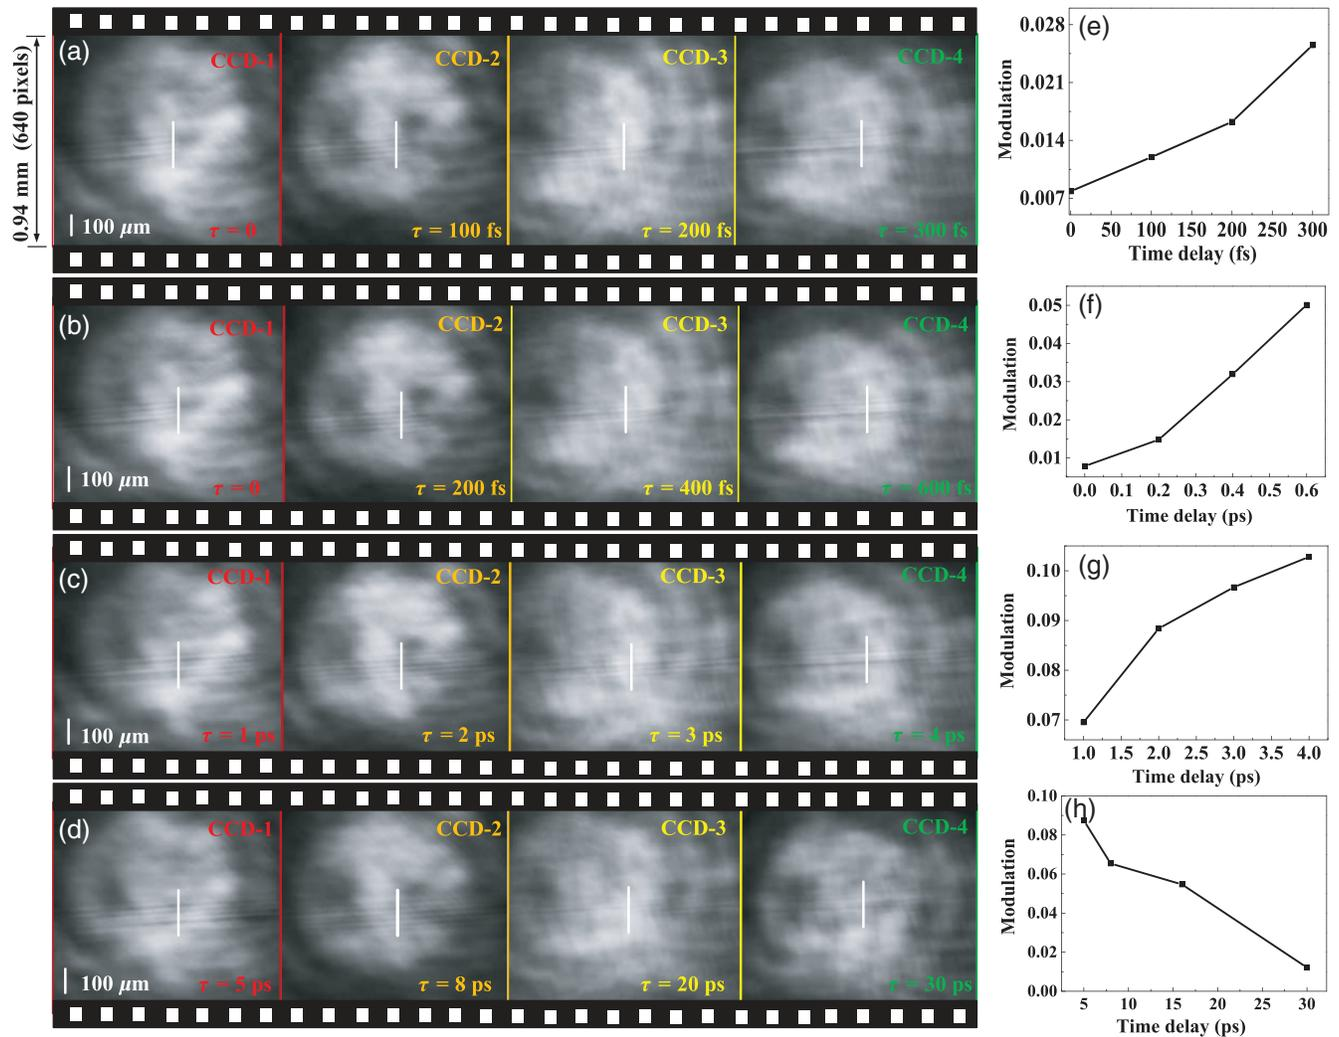 0.94 mm (640 pixels)
(a)
CCD-1
CCD-2
CCD-3
CCD-4
100 μm
τ = 0
τ = 100 fs
τ = 200 fs
τ = 300 fs
(b)
CCD-1
CCD-2
CCD-3
CCD-4
100 μm
τ = 0
τ = 200 fs
τ = 400 fs
τ = 600 fs
(c)
CCD-1
CCD-2
CCD-3
CCD-4
100 μm
τ = 1 ps
τ = 2 ps
τ = 3 ps
τ = 4 ps
(d)
CCD-1
CCD-2
CCD-3
CCD-4
100 μm
τ = 5 ps
τ = 8 ps
τ = 20 ps
τ = 30 ps
(e)
Modulation
0.028
0.021
0.014
0.007
0 50 100 150 200 250 300
Time delay (fs)
(f)
Modulation
0.05
0.04
0.03
0.02
0.01
0.0 0.1 0.2 0.3 0.4 0.5 0.6
Time delay (ps)
(g)
Modulation
0.10
0.09
0.08
0.07
1.0 1.5 2.0 2.5 3.0 3.5 4.0
Time delay (ps)
(h)
Modulation
0.10
0.08
0.06
0.04
0.02
0.00
5 10 15 20 25 30
Time delay (ps)